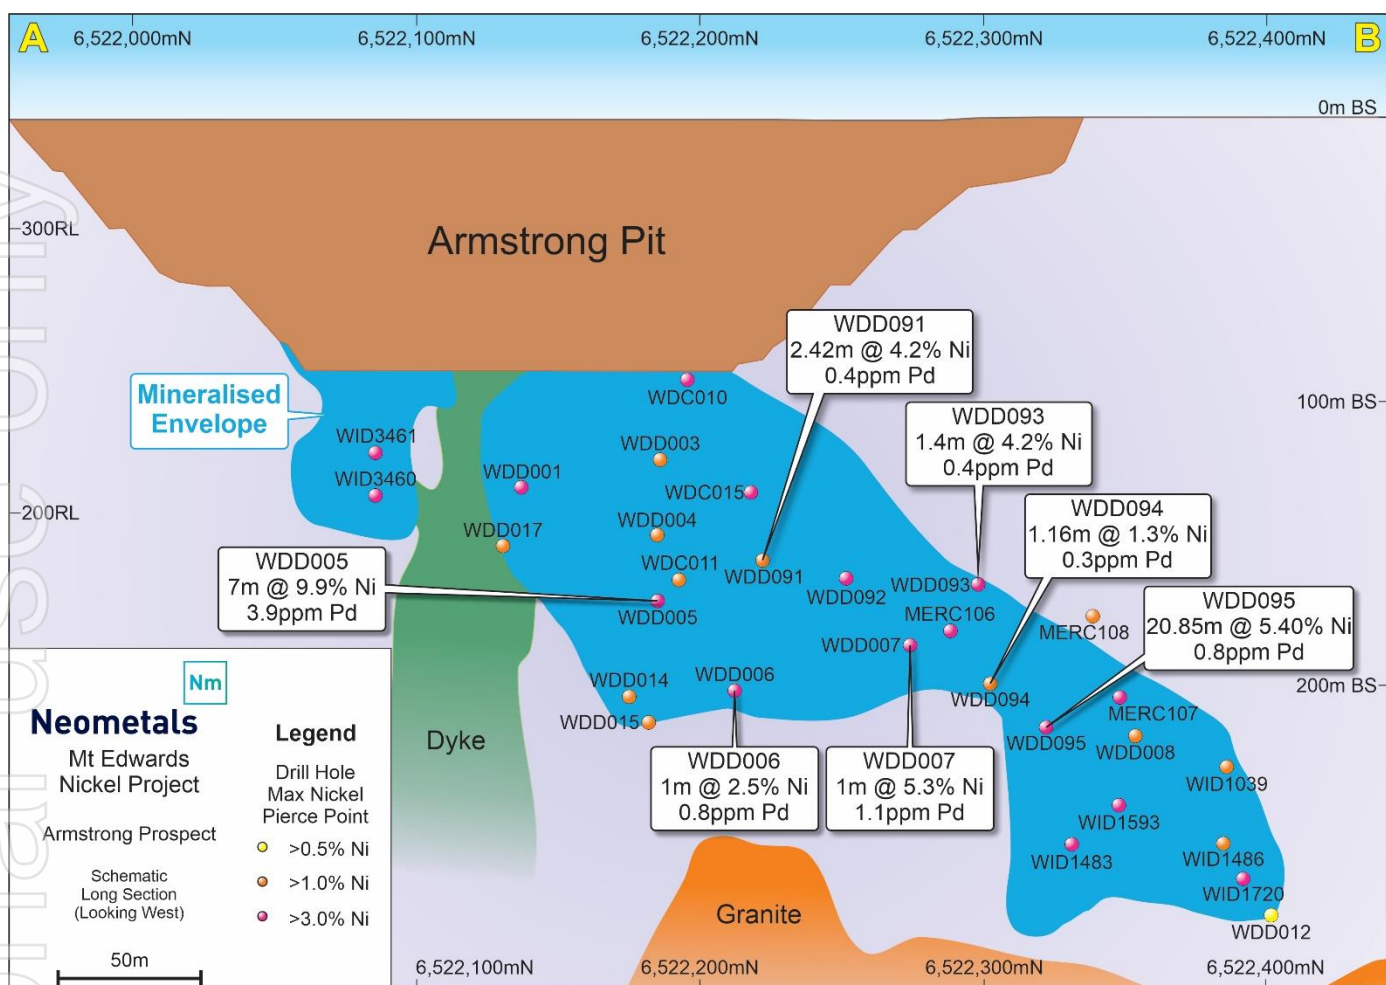 A
6,522,000mN
6,522,100mN
6,522,200mN
6,522,300mN
6,522,400mN
B
0m BS
300RL
Armstrong Pit
WDD091
2.42m @ 4.2% Ni
0.4ppm Pd
Mineralised
Envelope
WDC010
100m BS
WDD093
1.4m @ 4.2% Ni
0.4ppm Pd
WID3461
WDD003
WID3460
WDD001
WDC015
200RL
WDD017
WDD004
WDD094
1.16m @ 1.3% Ni
0.3ppm Pd
WDD005
7m @ 9.9% Ni
3.9ppm Pd
WDC011
WDD091
WDD092
WDD093
WDD005
MERC106
MERC108
WDD095
20.85m @ 5.40% Ni
0.8ppm Pd
WDD007
WDD014
WDD006
WDD094
200m BS
WDD015
MERC107
WDD095
WDD008
Dyke
WDD006
1m @ 2.5% Ni
0.8ppm Pd
WDD007
1m @ 5.3% Ni
1.1ppm Pd
WID1039
WID1593
WID1483
WID1486
WID1720
WDD012
Granite
Nm
Neometals
Mt Edwards
Nickel Project
Armstrong Prospect
Schematic
Long Section
(Looking West)
50m
Legend
Drill Hole
Max Nickel
Pierce Point
>0.5% Ni
>1.0% Ni
>3.0% Ni
6,522,100mN
6,522,200mN
6,522,300mN
6,522,400mN